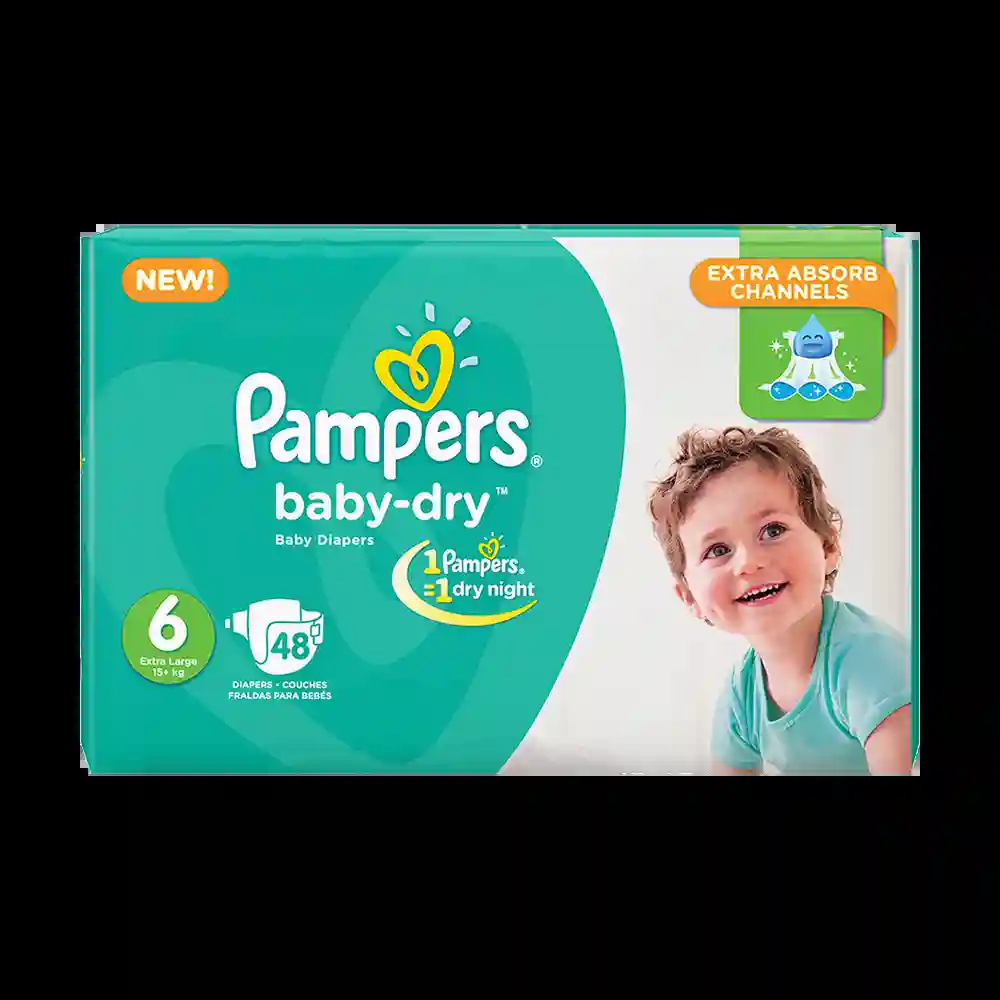 NEW!
EXTRA ABSORB
CHANNELS
Pampers®
baby-dry™
Baby Diapers
1 Pampers®
=1 dry night
6
Extra Large
15+ kg
48
DIAPERS - COUCHES
FRALDAS PARA BEBÉS